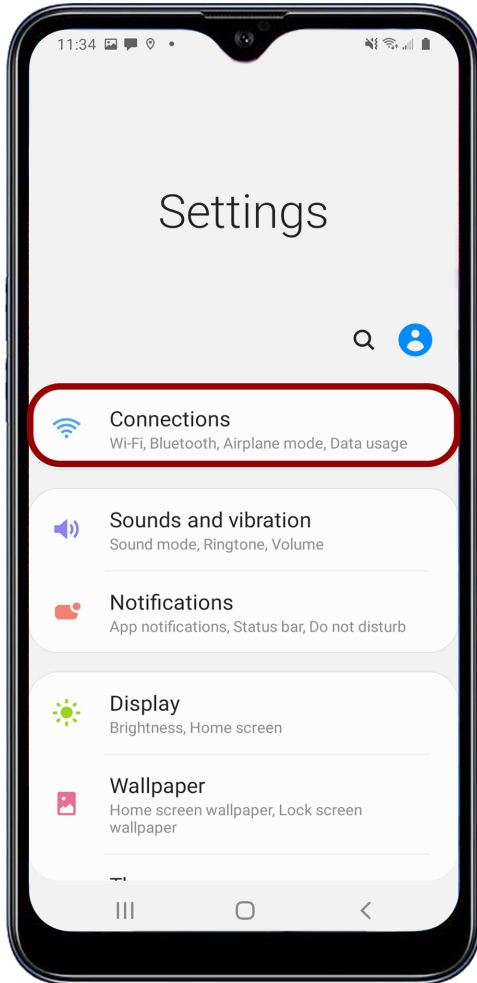 11:34
Settings
Connections
Wi-Fi, Bluetooth, Airplane mode, Data usage
Sounds and vibration
Sound mode, Ringtone, Volume
Notifications
App notifications, Status bar, Do not disturb
Display
Brightness, Home screen
Wallpaper
Home screen wallpaper, Lock screen
wallpaper